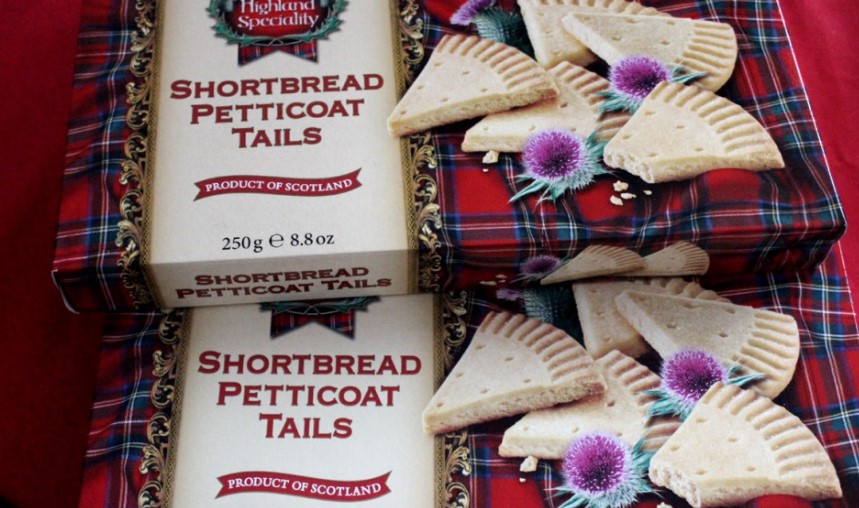 Highland
Speciality
SHORTBREAD
PETTICOAT
TAILS
PRODUCT OF SCOTLAND
250g ℮ 8.8oz
SHORTBREAD
PETTICOAT TAILS
SHORTBREAD
PETTICOAT
TAILS
PRODUCT OF SCOTLAND